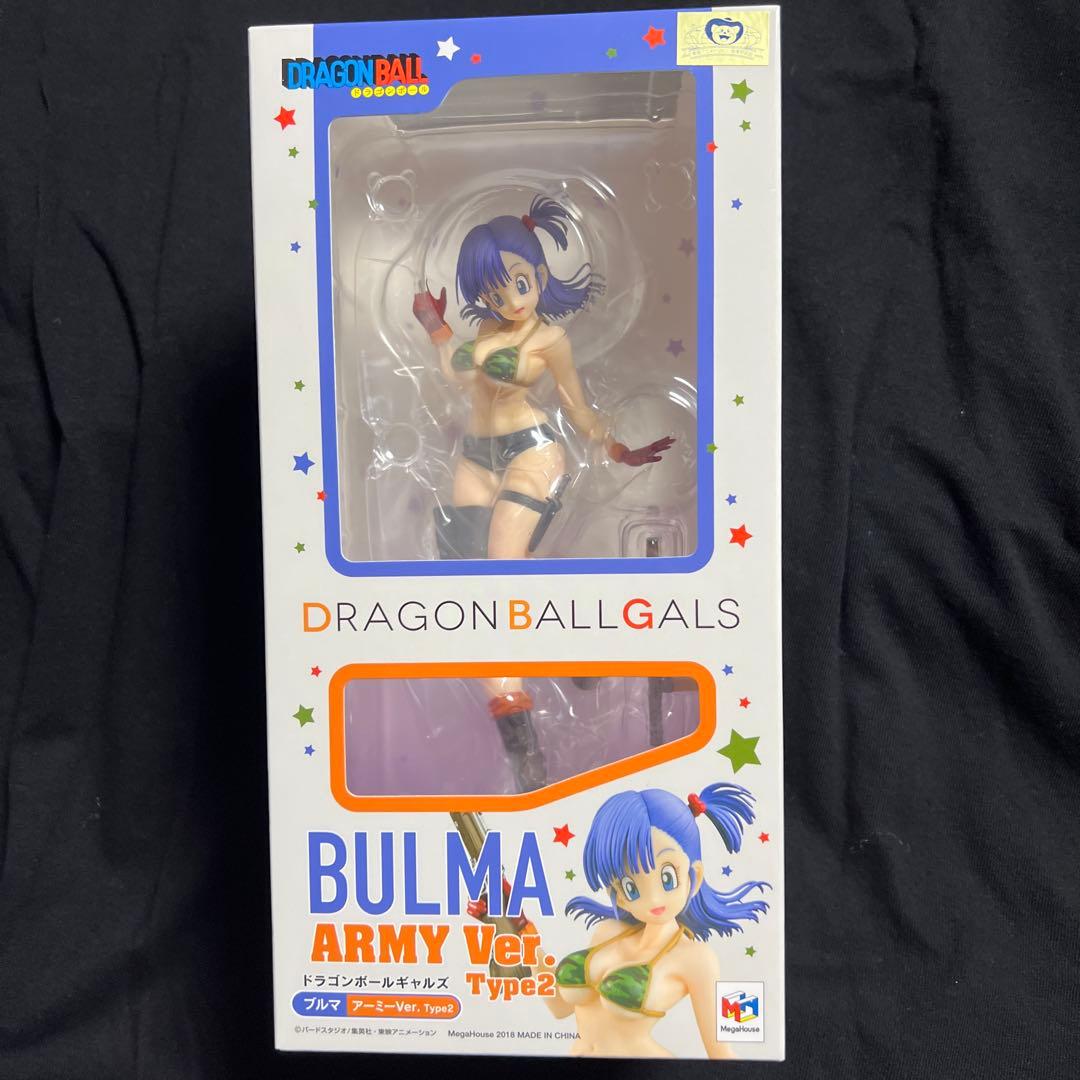 DRAGONBALL
ドラゴンボール
DRAGON BALL GALS
BULMA
ARMY Ver.
Type2
ドラゴンボールギャルズ
ブルマ アーミーVer. Type2
©バードスタジオ/集英社・東映アニメーション MegaHouse 2018 MADE IN CHINA
MegaHouse